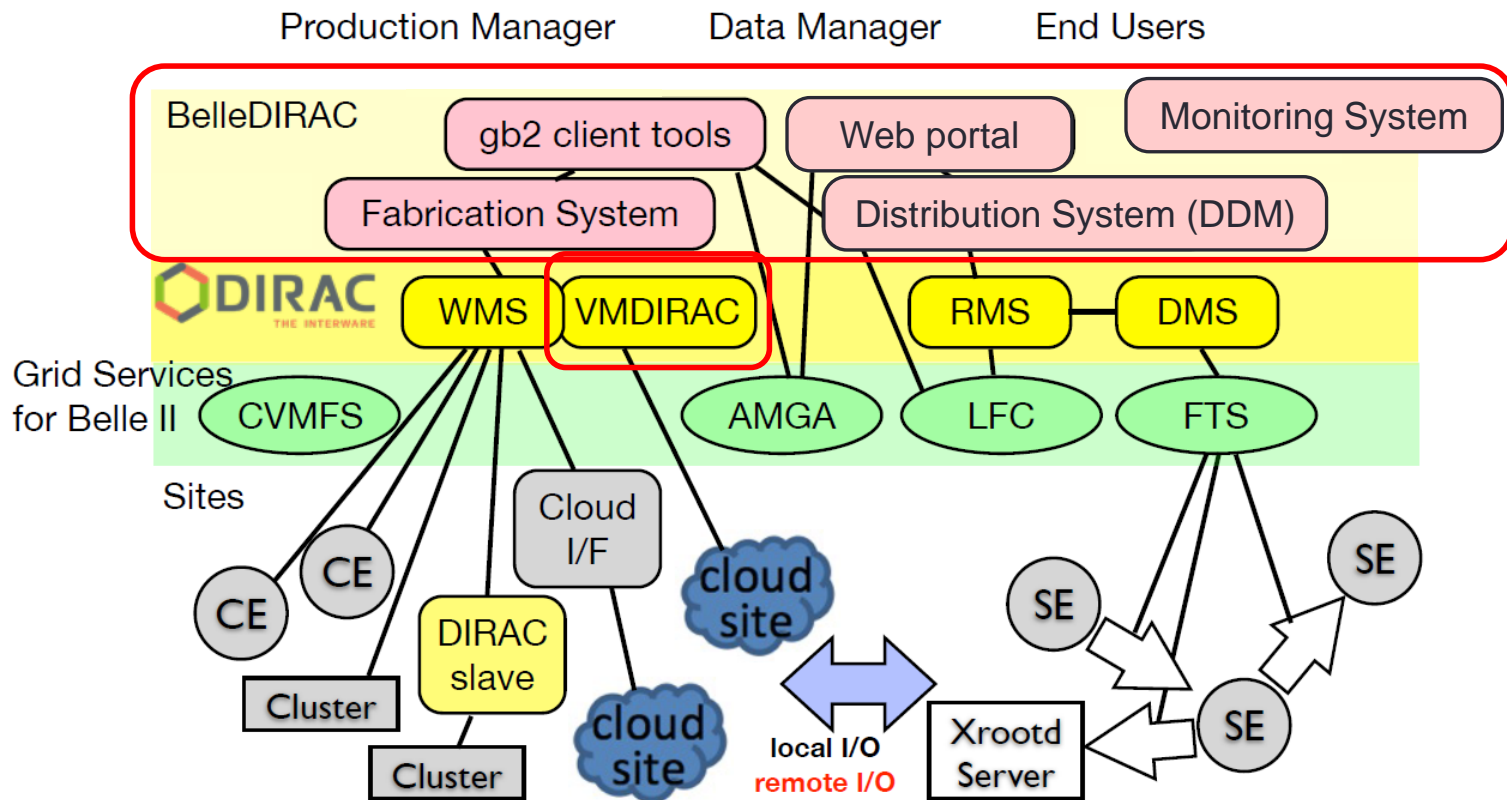 Production Manager
Data Manager
End Users
BelleDIRAC
gb2 client tools
Web portal
Monitoring System
Fabrication System
Distribution System (DDM)
DIRAC
THE INTERWARE
WMS
VMDIRAC
RMS
DMS
Grid Services
for Belle II
CVMFS
AMGA
LFC
FTS
Sites
Cloud
I/F
CE
CE
cloud
site
SE
SE
DIRAC
slave
Cluster
cloud
site
Cluster
local I/O
remote I/O
Xrootd
Server
SE